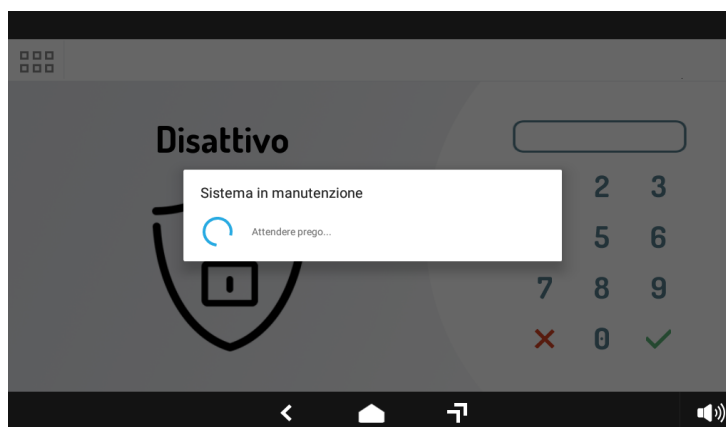 Disattivo
Sistema in manutenzione
Attendere prego...
2 3
5 6
7 8 9
0